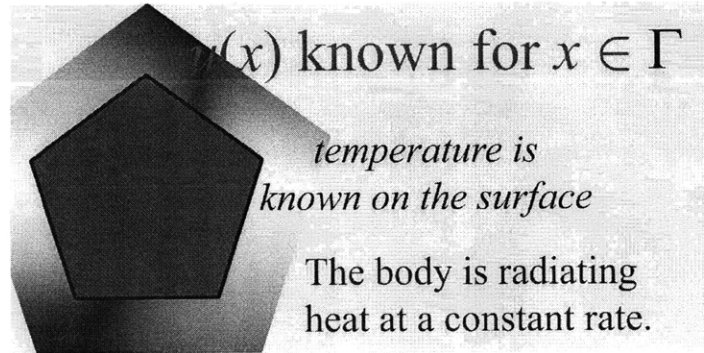 u(x) known for x ∈ Γ
temperature is
known on the surface
The body is radiating
heat at a constant rate.